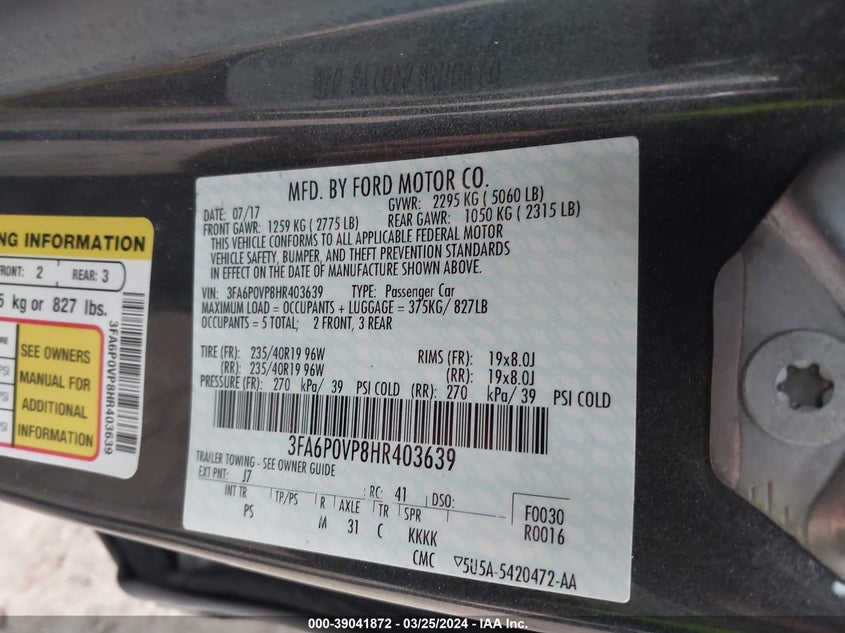 MFD. BY FORD MOTOR CO.
DATE: 07/17 GVWR: 2295 KG ( 5060 LB)
FRONT GAWR: 1259 KG ( 2775 LB) REAR GAWR: 1050 KG ( 2315 LB)
THIS VEHICLE CONFORMS TO ALL APPLICABLE FEDERAL MOTOR
VEHICLE SAFETY, BUMPER, AND THEFT PREVENTION STANDARDS
IN EFFECT ON THE DATE OF MANUFACTURE SHOWN ABOVE.
VIN: 3FA6P0VP8HR403639 TYPE: Passenger Car
MAXIMUM LOAD = OCCUPANTS + LUGGAGE = 375KG/ 827LB
OCCUPANTS = 5 TOTAL; 2 FRONT, 3 REAR
TIRE (FR): 235/40R19 96W RIMS (FR): 19x8.0J
(RR): 235/40R19 96W (RR): 19x8.0J
PRESSURE (FR): 270 kPa/ 39 PSI COLD (RR): 270 kPa/ 39 PSI COLD
3FA6P0VP8HR403639
TRAILER TOWING - SEE OWNER GUIDE
EXT PNT: J7 RC: 41 DSO:
INT TR TP/PS R AXLE TR SPR F0030
PS M 31 C KKKK R0016
CMC ▽5U5A-5420472-AA
NG INFORMATION
FRONT: 2 REAR: 3
5 kg or 827 lbs.
SEE OWNERS
MANUAL FOR
ADDITIONAL
INFORMATION
3FA6P0VP8HR403639
000-39041872 - 03/25/2024 - IAA Inc.